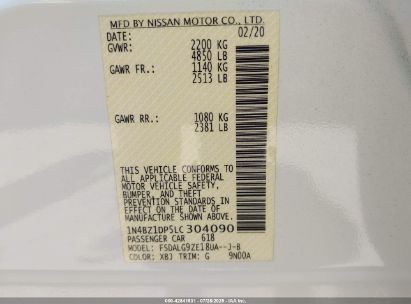 MFD BY NISSAN MOTOR CO., LTD.
DATE: 02/20
GVWR: 2200 KG
4850 LB
GAWR FR.: 1140 KG
2513 LB
GAWR RR.: 1080 KG
2381 LB
THIS VEHICLE CONFORMS TO
ALL APPLICABLE FEDERAL
MOTOR VEHICLE SAFETY,
BUMPER, AND THEFT
PREVENTION STANDARDS
IN EFFECT ON THE DATE OF
MANUFACTURE SHOWN ABOVE.
1N4BZ1DP5LC304090
PASSENGER CAR 618
MODEL: FSDALG9ZE18UA--J-B
COLOR: XBJ TRIM: G 9N00A